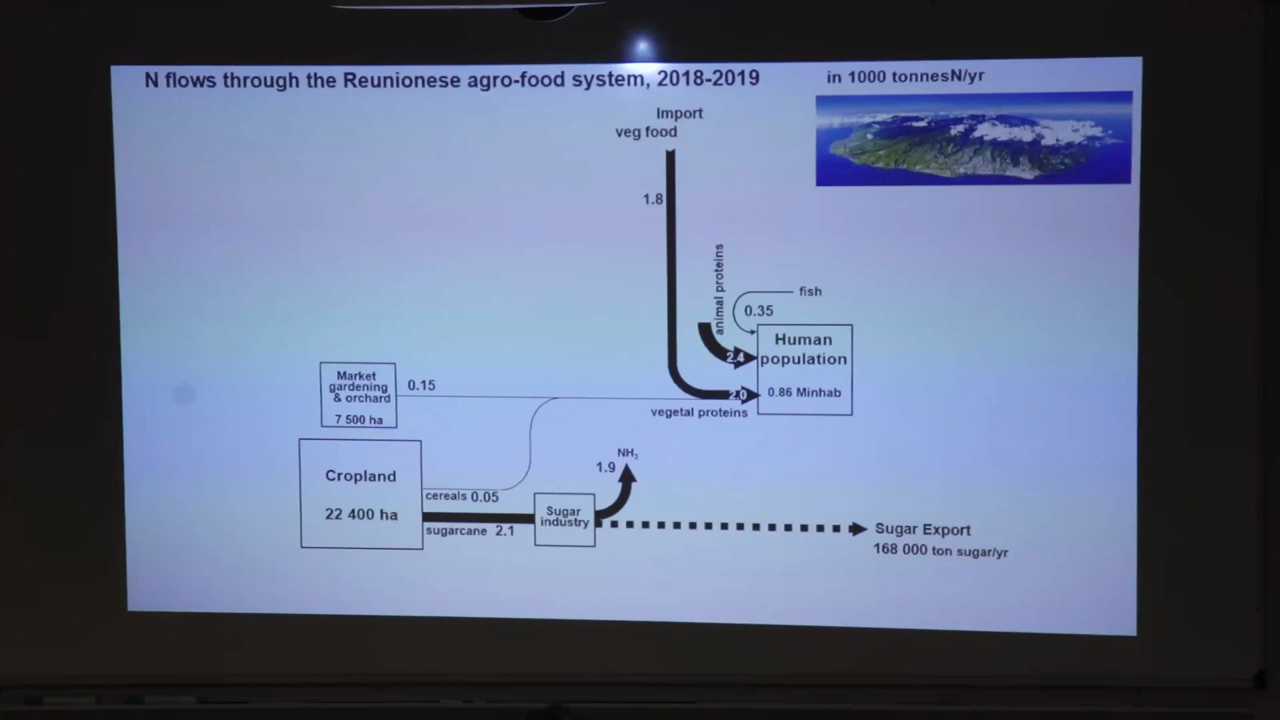 N flows through the Reunionese agro-food system, 2018-2019
in 1000 tonnesN/yr
Import
veg food
1.8
animal proteins
fish
0.35
Human
population
0.86 Minhab
2.4
2.0
vegetal proteins
Market
gardening
& orchard
7 500 ha
0.15
Cropland
22 400 ha
cereals 0.05
sugarcane 2.1
Sugar
industry
NH3
1.9
Sugar Export
168 000 ton sugar/yr